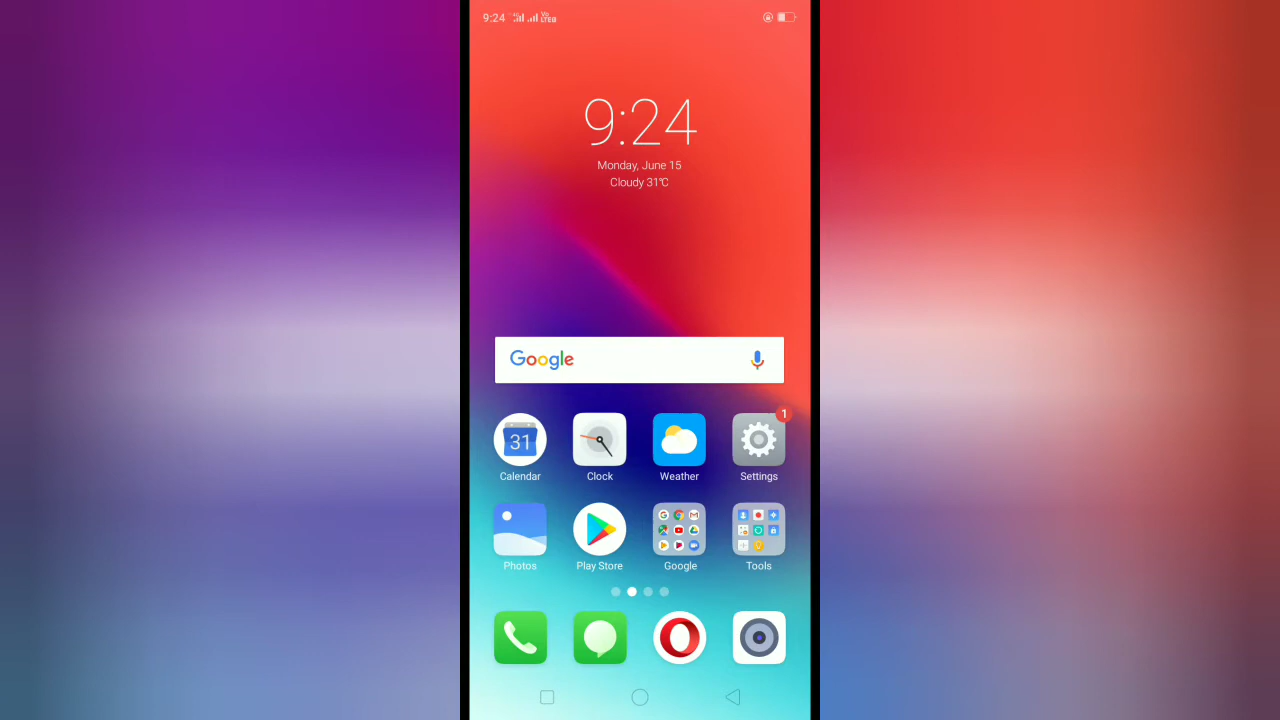 9:24
9:24
Monday, June 15
Cloudy 31°C
Google
1
31
Calendar
Clock
Weather
Settings
Photos
Play Store
Google
Tools